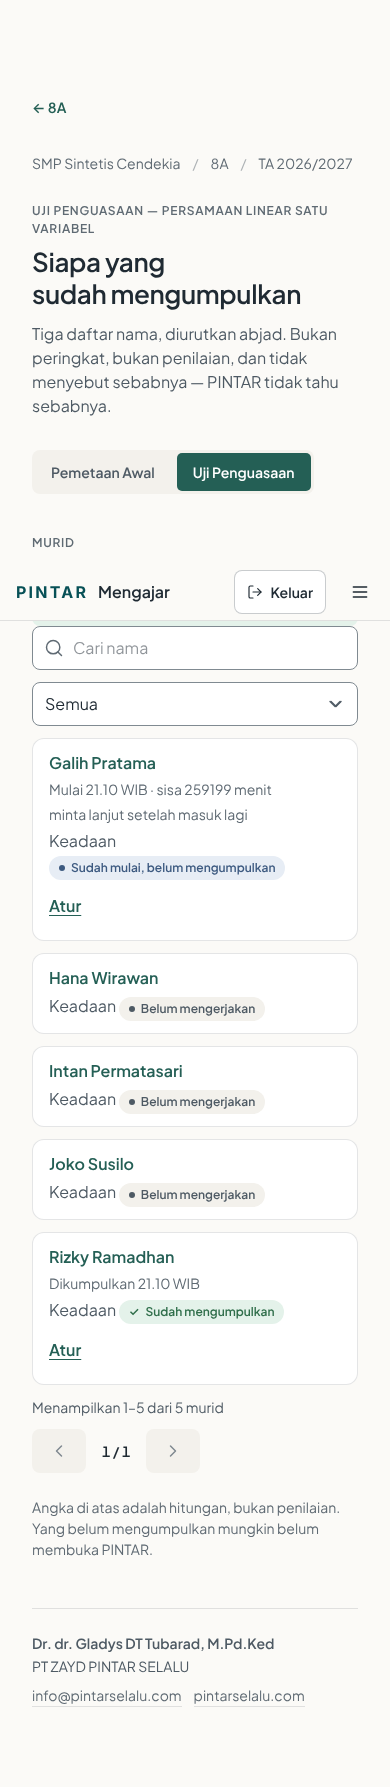 ← 8A
SMP Sintetis Cendekia / 8A / TA 2026/2027
UJI PENGUASAAN — PERSAMAAN LINEAR SATU
VARIABEL
Siapa yang
sudah mengumpulkan
Tiga daftar nama, diurutkan abjad. Bukan
peringkat, bukan penilaian, dan tidak
menyebut sebabnya — PINTAR tidak tahu
sebabnya.
Pemetaan Awal Uji Penguasaan
MURID
PINTAR Mengajar Keluar
Cari nama
Semua
Galih Pratama
Mulai 21.10 WIB · sisa 259199 menit
minta lanjut setelah masuk lagi
Keadaan
Sudah mulai, belum mengumpulkan
Atur
Hana Wirawan
Keadaan Belum mengerjakan
Intan Permatasari
Keadaan Belum mengerjakan
Joko Susilo
Keadaan Belum mengerjakan
Rizky Ramadhan
Dikumpulkan 21.10 WIB
Keadaan ✓ Sudah mengumpulkan
Atur
Menampilkan 1–5 dari 5 murid
1/1
Angka di atas adalah hitungan, bukan penilaian.
Yang belum mengumpulkan mungkin belum
membuka PINTAR.
Dr. dr. Gladys DT Tubarad, M.Pd.Ked
PT ZAYD PINTAR SELALU
info@pintarselalu.com pintarselalu.com